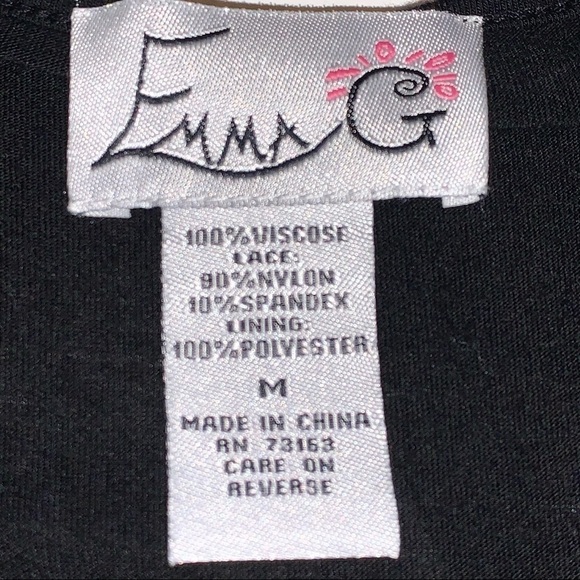 EMMA G
100%VISCOSE
LACE:
90%NYLON
10%SPANDEX
LINING:
100%POLYESTER
M
MADE IN CHINA
RN 73163
CARE ON
REVERSE